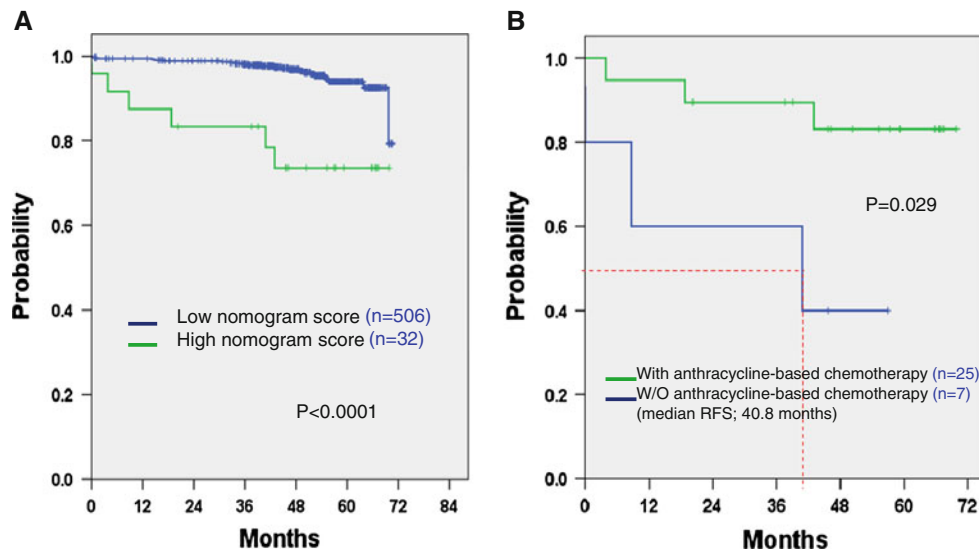 A
Probability
1.0
0.8
0.6
0.4
0.2
0.0
Low nomogram score (n=506)
High nomogram score (n=32)
P<0.0001
0 12 24 36 48 60 72 84
Months
B
Probability
1.0
0.8
0.6
0.4
0.2
0.0
P=0.029
With anthracycline-based chemotherapy (n=25)
W/O anthracycline-based chemotherapy (n=7)
(median RFS; 40.8 months)
0 12 24 36 48 60 72
Months